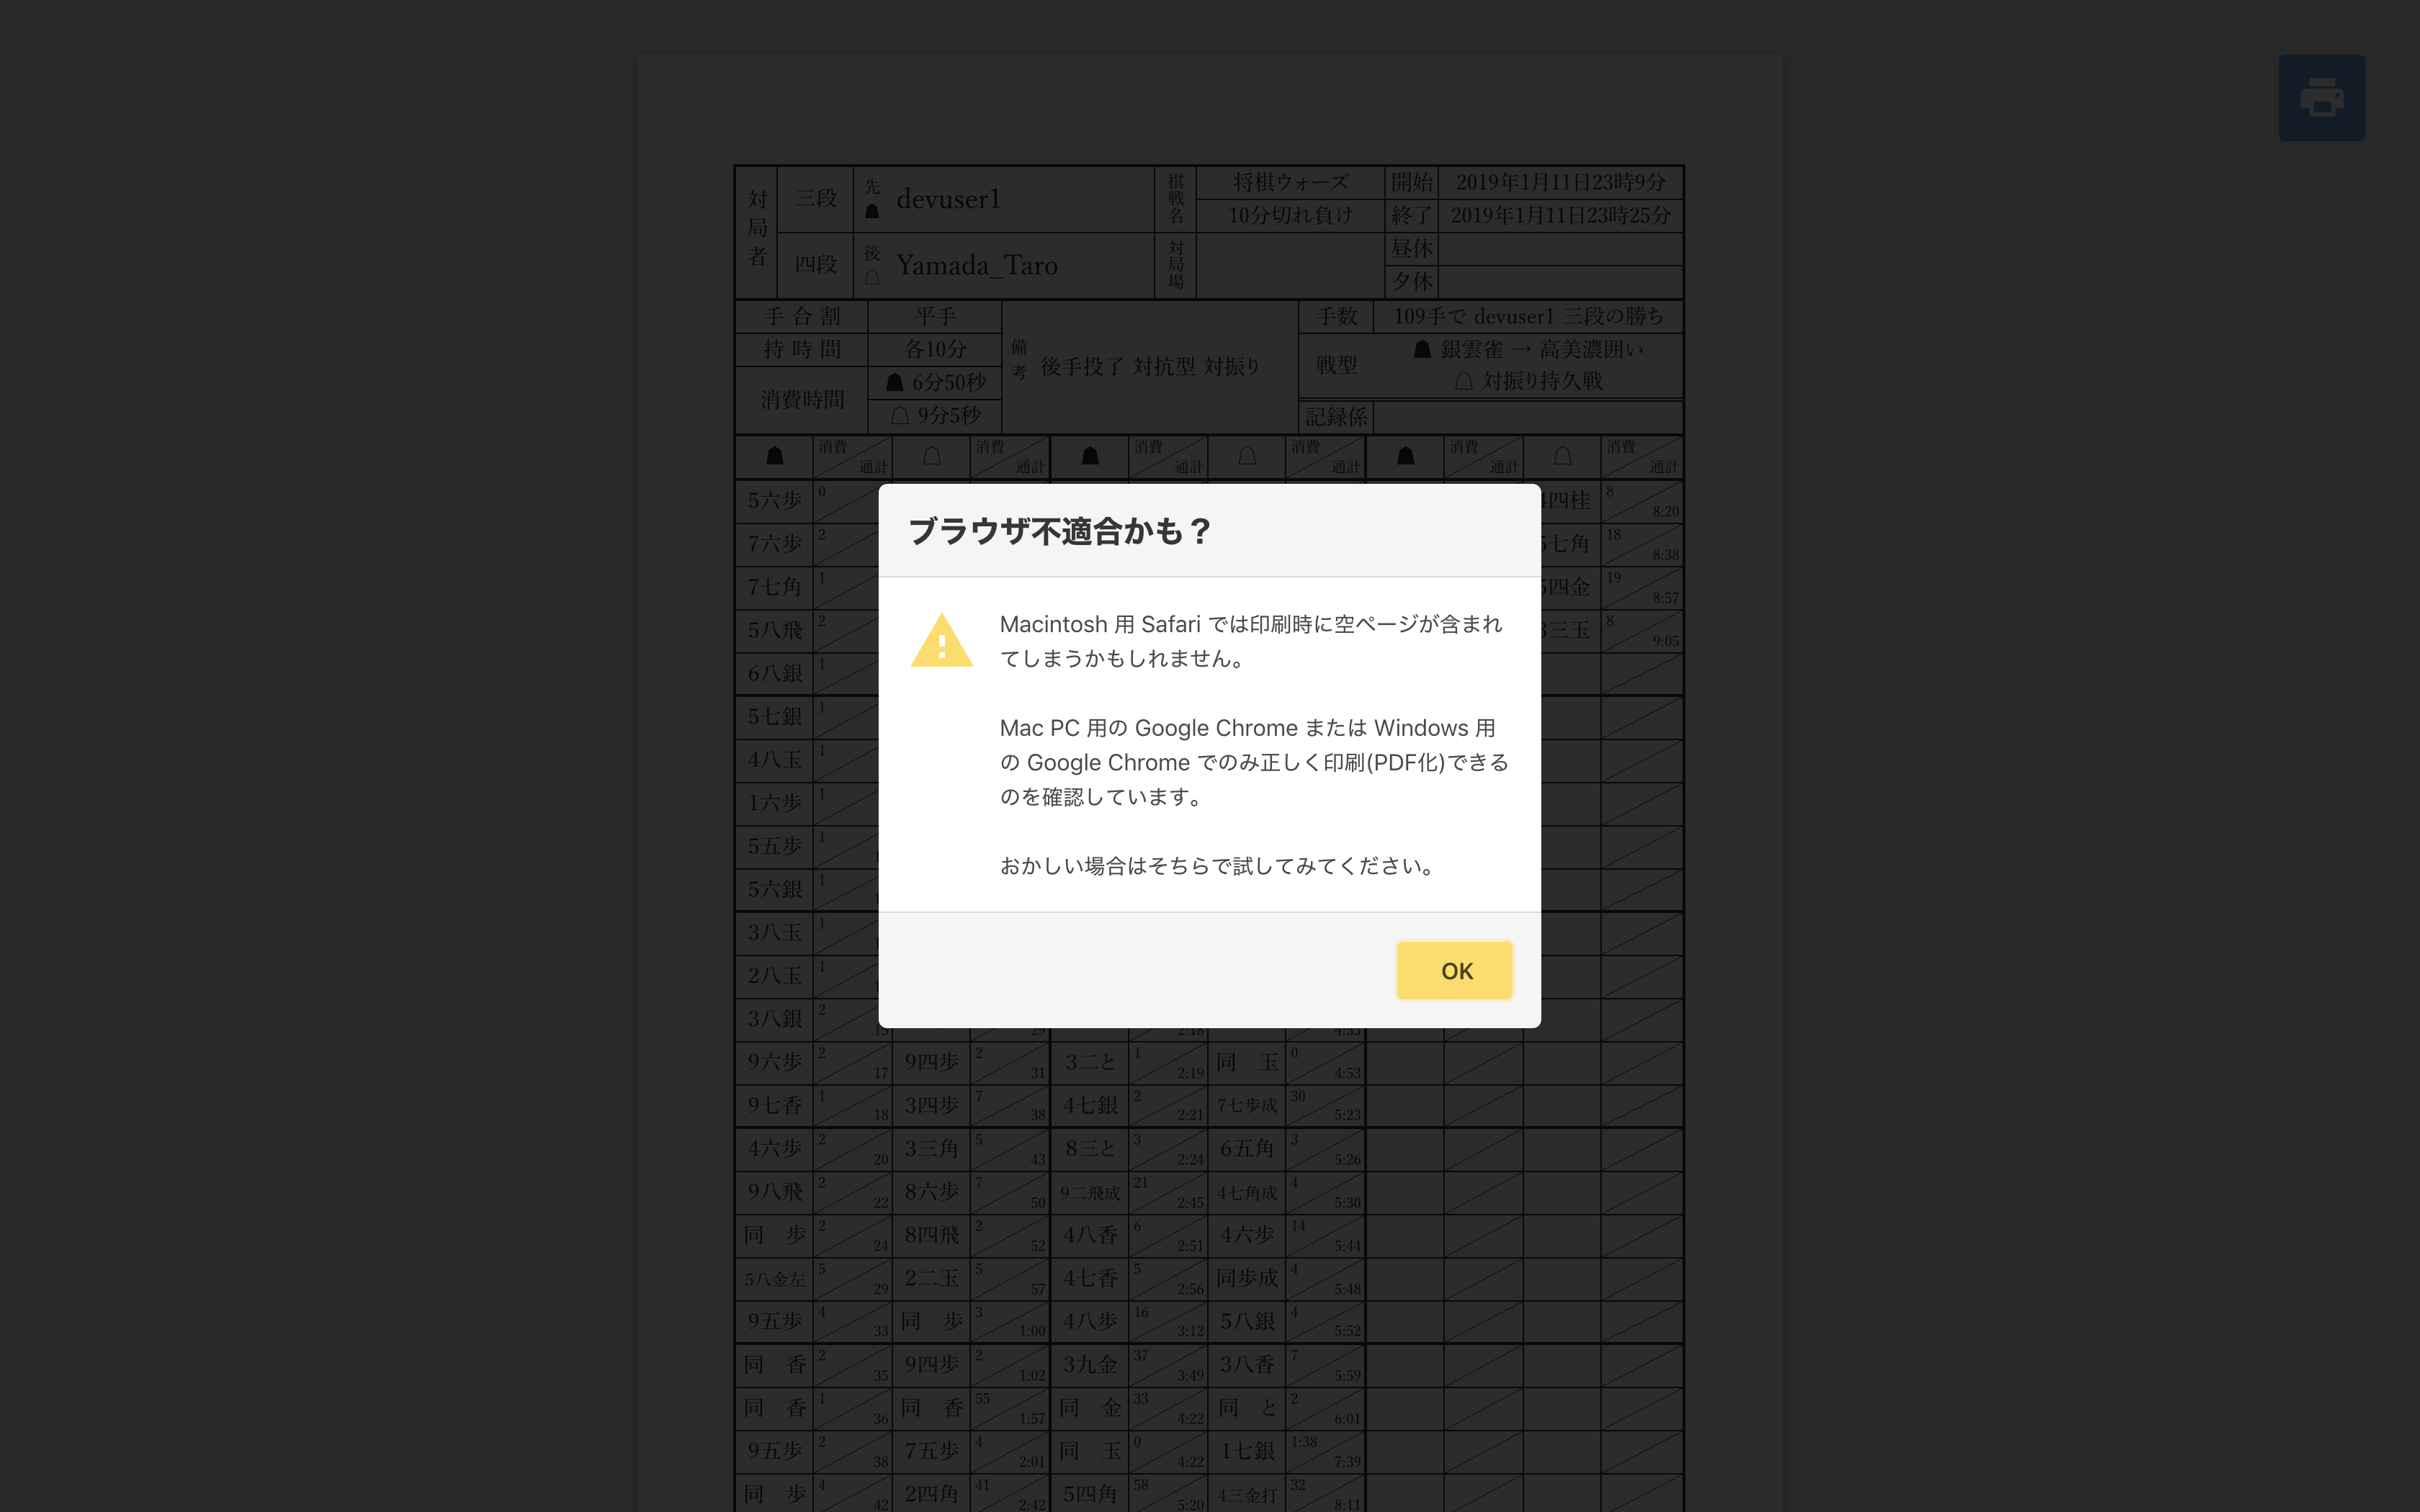 対局者 三段 先 devuser1 棋戦名 将棋ウォーズ 開始 2019年1月11日23時9分
10分切れ負け 終了 2019年1月11日23時25分
四段 後 Yamada_Taro 対局場 昼休
夕休
手合割 平手 備考 後手投了 対抗型 対振り 手数 109手で devuser1 三段の勝ち
持時間 各10分 戦型 銀雲雀 → 高美濃囲い
消費時間 6分50秒 対振り持久戦
9分5秒 記録係
消費 通計 消費 通計 消費 通計 消費 通計 消費 通計 消費 通計
5六歩 0 四桂 8 8:20
7六歩 2 七角 18 8:38
7七角 1 四金 19 8:57
5八飛 2 三玉 8 9:05
6八銀 1
5七銀 1
4八玉 1
1六歩 1
5五歩 1
5六銀 1
3八玉 1
2八玉 1
3八銀 2 15 29 2:18 4:53
ブラウザ不適合かも？
Macintosh 用 Safari では印刷時に空ページが含まれ
てしまうかもしれません。
Mac PC 用の Google Chrome または Windows 用
の Google Chrome でのみ正しく印刷(PDF化)できる
のを確認しています。
おかしい場合はそちらで試してみてください。
OK
9六歩 2 17 9四歩 2 31 3二と 1 2:19 同　玉 0 4:53
9七香 1 18 3四歩 7 38 4七銀 2 2:21 7七歩成 30 5:23
4六歩 2 20 3三角 5 43 8三と 3 2:24 6五角 3 5:26
9八飛 2 22 8六歩 7 50 9二飛成 21 2:45 4七角成 4 5:30
同　歩 2 24 8四飛 2 52 4八香 6 2:51 4六歩 14 5:44
5八金左 5 29 2二玉 5 57 4七香 5 2:56 同歩成 4 5:48
9五歩 4 33 同　歩 3 1:00 4八歩 16 3:12 5八銀 4 5:52
同　香 2 35 9四歩 2 1:02 3九金 37 3:49 3八香 7 5:59
同　香 1 36 同　香 55 1:57 同　金 33 4:22 同　と 2 6:01
9五歩 2 38 7五歩 4 2:01 同　玉 0 4:22 1七銀 1:38 7:39
同　歩 4 42 2四角 41 2:42 5四角 58 5:20 4三金打 32 8:11